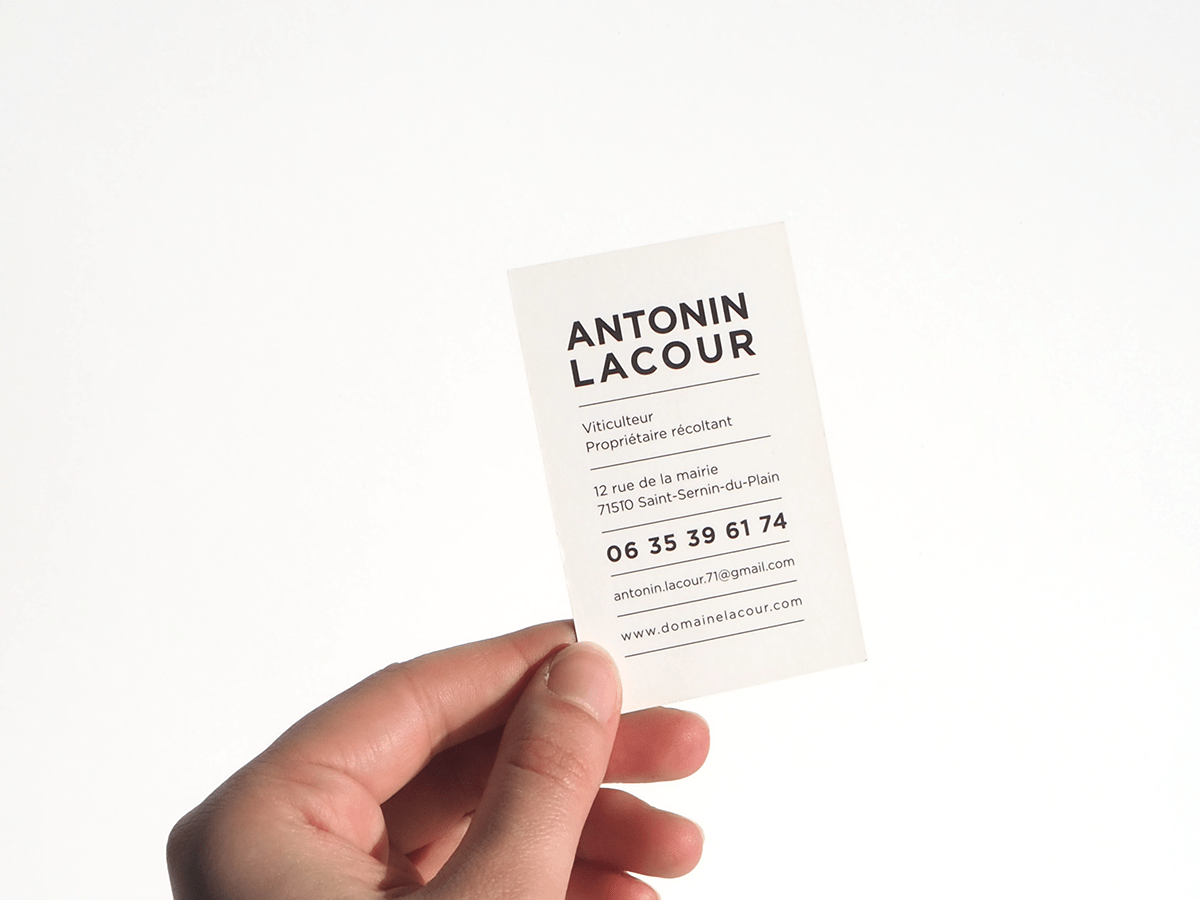 ANTONIN
LACOUR
Viticulteur
Propriétaire récoltant
12 rue de la mairie
71510 Saint-Sernin-du-Plain
06 35 39 61 74
antonin.lacour.71@gmail.com
www.domainelacour.com